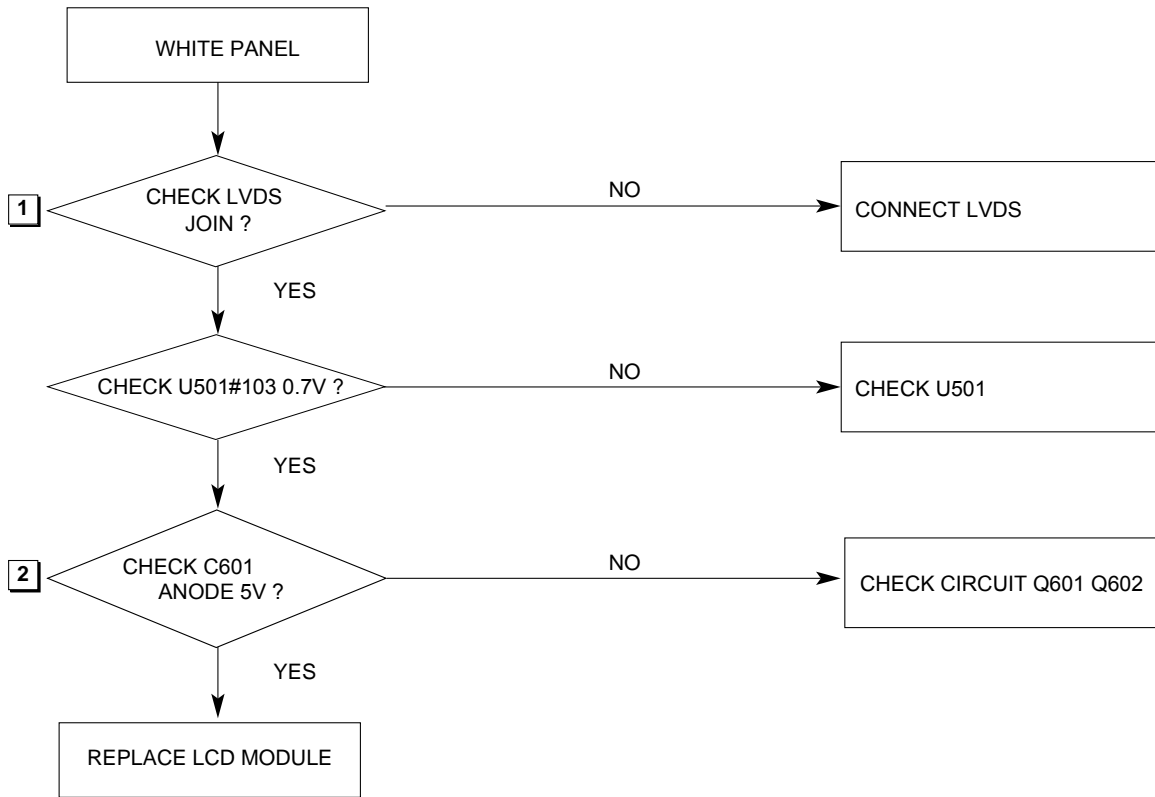 WHITE PANEL
1
CHECK LVDS
JOIN ?
NO
CONNECT LVDS
YES
CHECK U501#103 0.7V ?
NO
CHECK U501
YES
2
CHECK C601
ANODE 5V ?
NO
CHECK CIRCUIT Q601 Q602
YES
REPLACE LCD MODULE